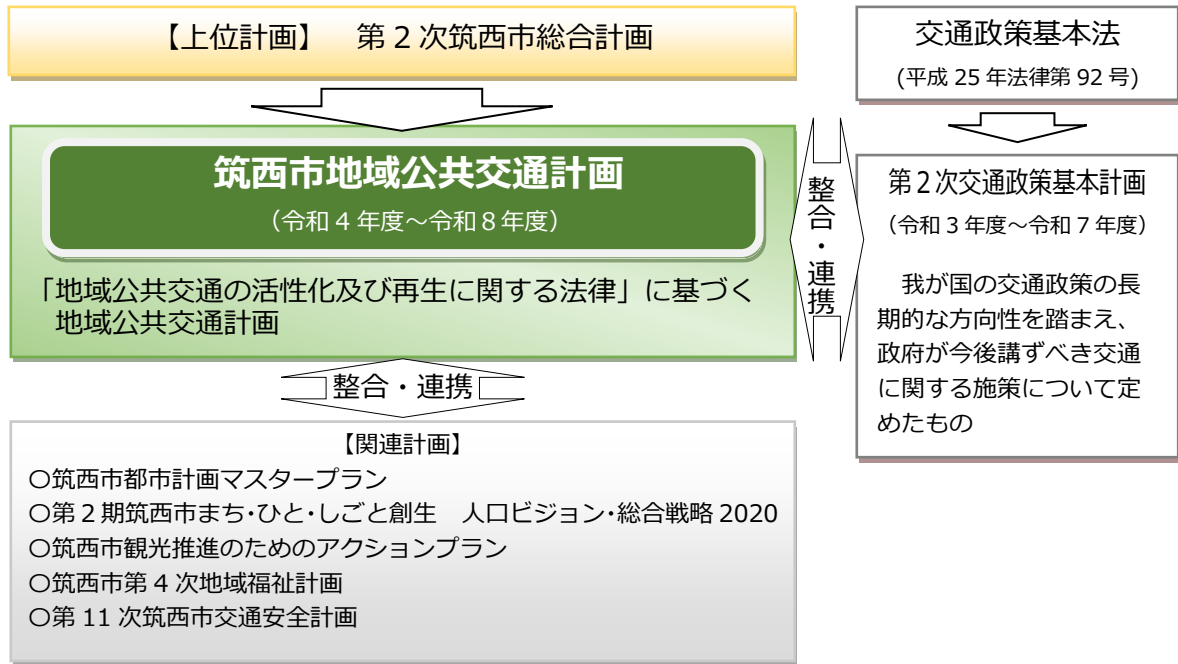 【上位計画】　第２次筑西市総合計画
筑西市地域公共交通計画
（令和４年度～令和８年度）
「地域公共交通の活性化及び再生に関する法律」に基づく
地域公共交通計画
整合・連携
【関連計画】
〇筑西市都市計画マスタープラン
〇第２期筑西市まち・ひと・しごと創生　人口ビジョン・総合戦略 2020
〇筑西市観光推進のためのアクションプラン
〇筑西市第４次地域福祉計画
〇第 11 次筑西市交通安全計画
整合・連携
交通政策基本法
(平成 25 年法律第 92 号)
第２次交通政策基本計画
（令和３年度～令和７年度）
我が国の交通政策の長
期的な方向性を踏まえ、
政府が今後講ずべき交通
に関する施策について定
めたもの